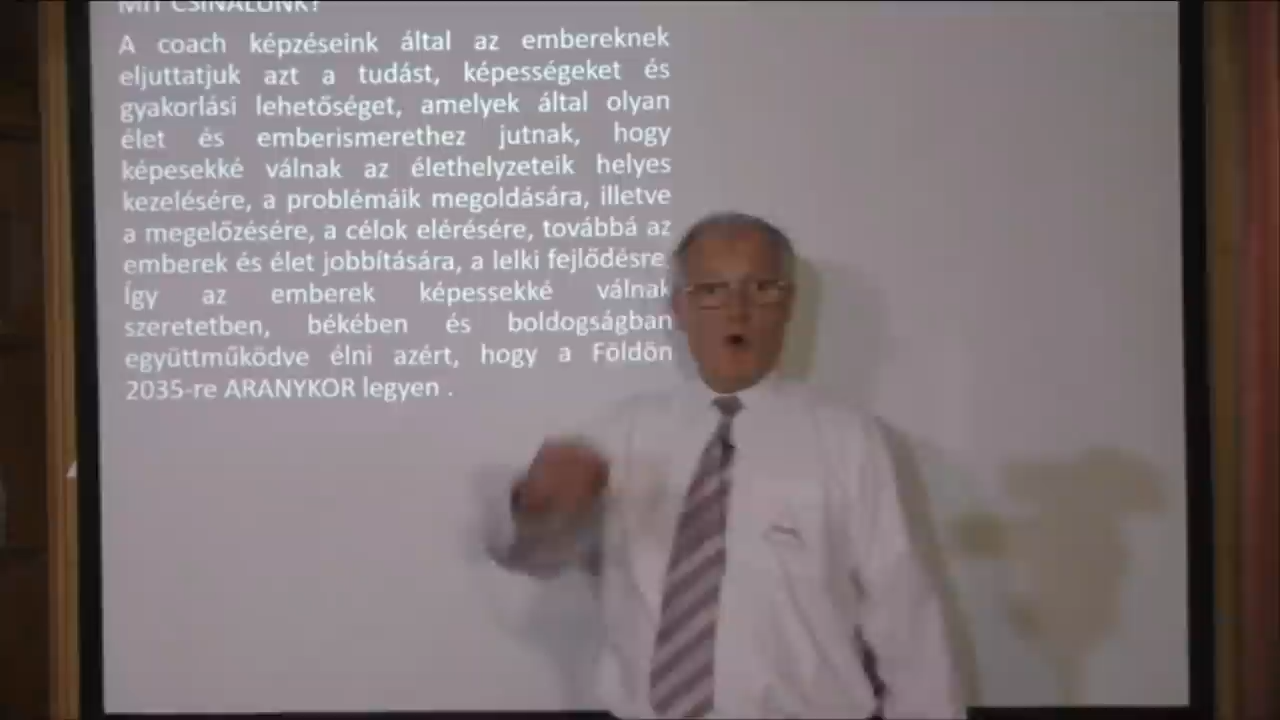 MIT CSINÁLUNK?
A coach képzéseink által az embereknek
eljuttatjuk azt a tudást, képességeket és
gyakorlási lehetőséget, amelyek által olyan
élet és emberismerethez jutnak, hogy
képesekké válnak az élethelyzeteik helyes
kezelésére, a problémáik megoldására, illetve
a megelőzésére, a célok elérésére, továbbá az
emberek és élet jobbítására, a lelki fejlődésre.
Így az emberek képessekké válnak
szeretetben, békében és boldogságban
együttműködve élni azért, hogy a Földön
2035-re ARANYKOR legyen .